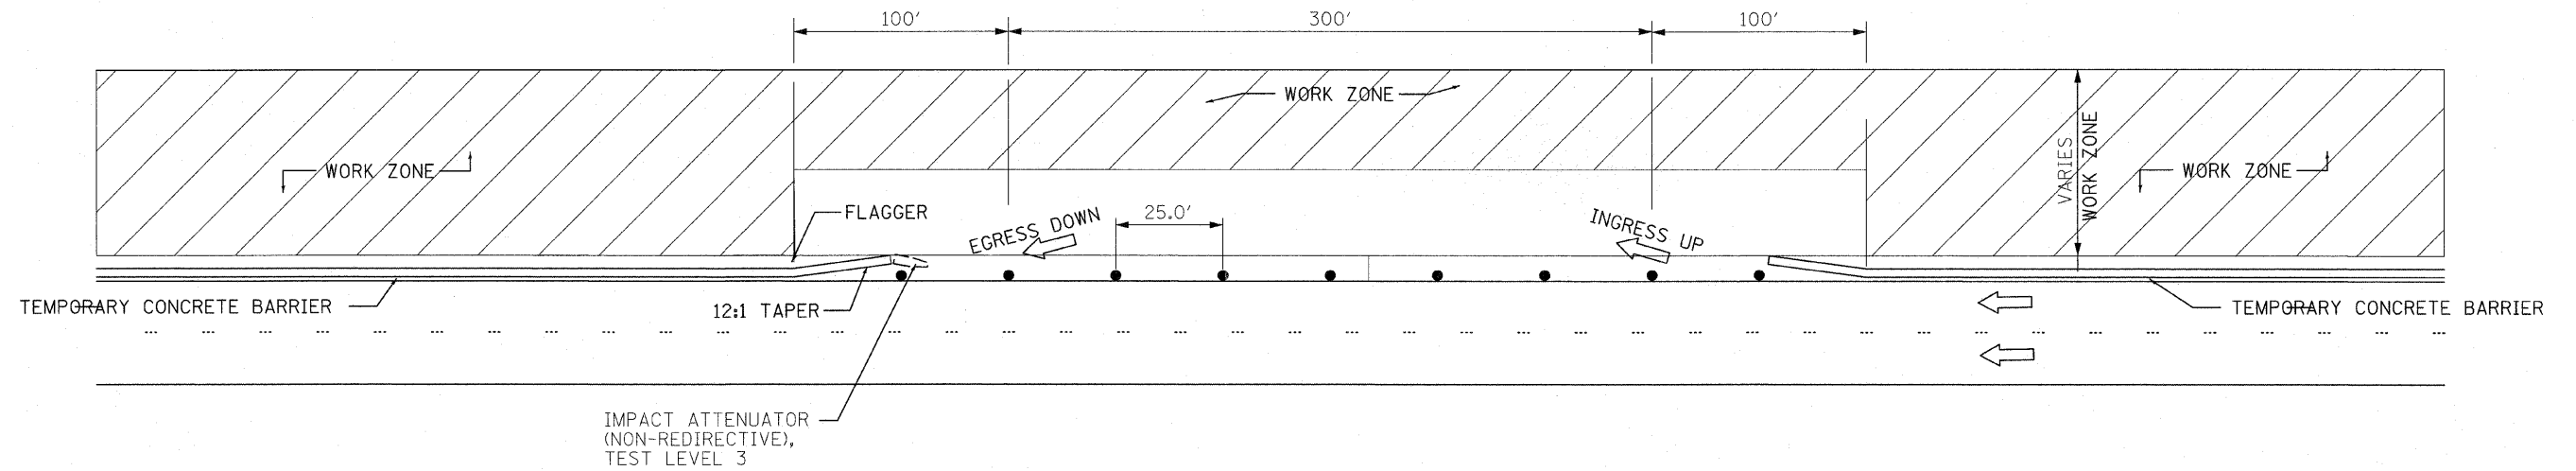 100'
300'
100'
WORK ZONE
WORK ZONE
VARIES
WORK ZONE
WORK ZONE
FLAGGER
EGRESS DOWN
25.0'
INGRESS UP
TEMPORARY CONCRETE BARRIER
12:1 TAPER
TEMPORARY CONCRETE BARRIER
IMPACT ATTENUATOR
(NON-REDIRECTIVE),
TEST LEVEL 3